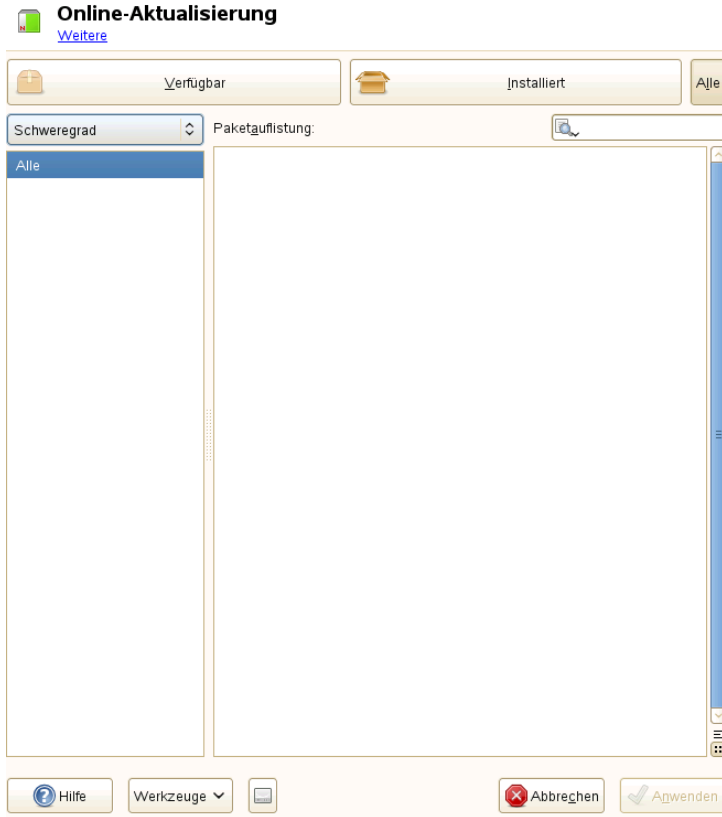 Online-Aktualisierung
Weitere
Verfügbar
Installiert
Alle
Schweregrad
Paketauflistung:
Alle
Hilfe
Werkzeuge
Abbrechen
Anwenden